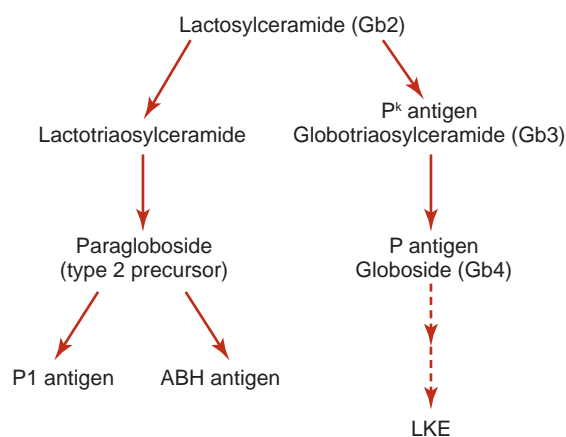 Lactosylceramide (Gb2)
Pᵏ antigen
Lactotriaosylceramide
Globotriaosylceramide (Gb3)
Paragloboside
(type 2 precursor)
P antigen
Globoside (Gb4)
P1 antigen
ABH antigen
LKE